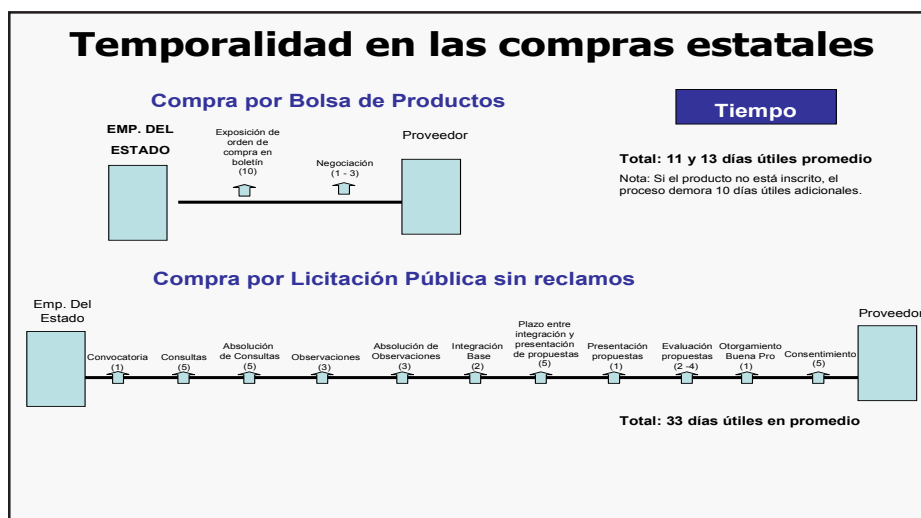 Temporalidad en las compras estatales
Compra por Bolsa de Productos
Tiempo
EMP. DEL
ESTADO
Exposición de
orden de
compra en
boletín
(10)
Negociación
(1 - 3)
Proveedor
Total: 11 y 13 días útiles promedio
Nota: Si el producto no está inscrito, el
proceso demora 10 días útiles adicionales.
Compra por Licitación Pública sin reclamos
Emp. Del
Estado
Convocatoria
(1)
Consultas
(5)
Absolución
de Consultas
(5)
Observaciones
(3)
Absolución de
Observaciones
(3)
Integración
Base
(2)
Plazo entre
integración y
presentación
de propuestas
(5)
Presentación
propuestas
(1)
Evaluación
propuestas
(2 -4)
Otorgamiento
Buena Pro
(1)
Consentimiento
(5)
Proveedor
Total: 33 días útiles en promedio